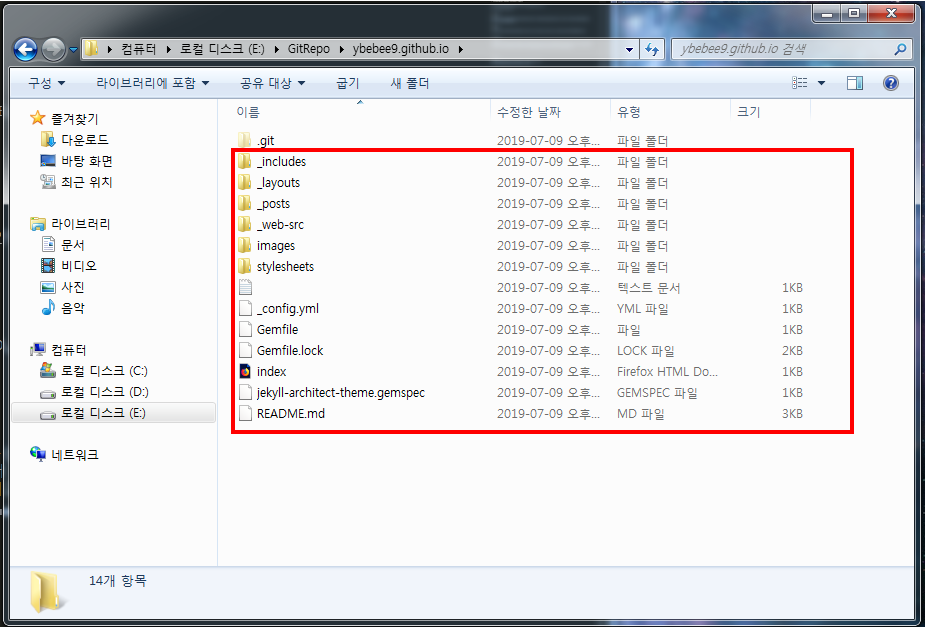 컴퓨터 로컬 디스크 (E:) GitRepo ybebee9.github.io
ybebee9.github.io 검색
구성 라이브러리에 포함 공유 대상 굽기 새 폴더
즐겨찾기
다운로드
바탕 화면
최근 위치
라이브러리
문서
비디오
사진
음악
컴퓨터
로컬 디스크 (C:)
로컬 디스크 (D:)
로컬 디스크 (E:)
네트워크
이름 수정한 날짜 유형 크기
.git 2019-07-09 오후... 파일 폴더
_includes 2019-07-09 오후... 파일 폴더
_layouts 2019-07-09 오후... 파일 폴더
_posts 2019-07-09 오후... 파일 폴더
_web-src 2019-07-09 오후... 파일 폴더
images 2019-07-09 오후... 파일 폴더
stylesheets 2019-07-09 오후... 파일 폴더
2019-07-09 오후... 텍스트 문서 1KB
_config.yml 2019-07-09 오후... YML 파일 1KB
Gemfile 2019-07-09 오후... 파일 1KB
Gemfile.lock 2019-07-09 오후... LOCK 파일 2KB
index 2019-07-09 오후... Firefox HTML Do... 1KB
jekyll-architect-theme.gemspec 2019-07-09 오후... GEMSPEC 파일 1KB
README.md 2019-07-09 오후... MD 파일 3KB
14개 항목